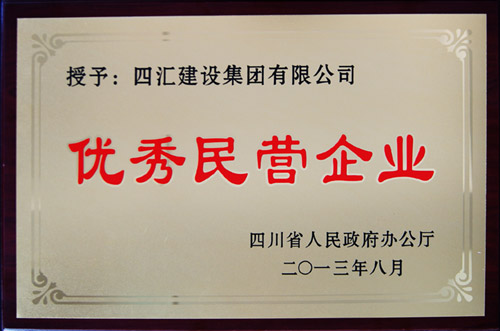 授予：四汇建设集团有限公司
优秀民营企业
四川省人民政府办公厅
二〇一三年八月